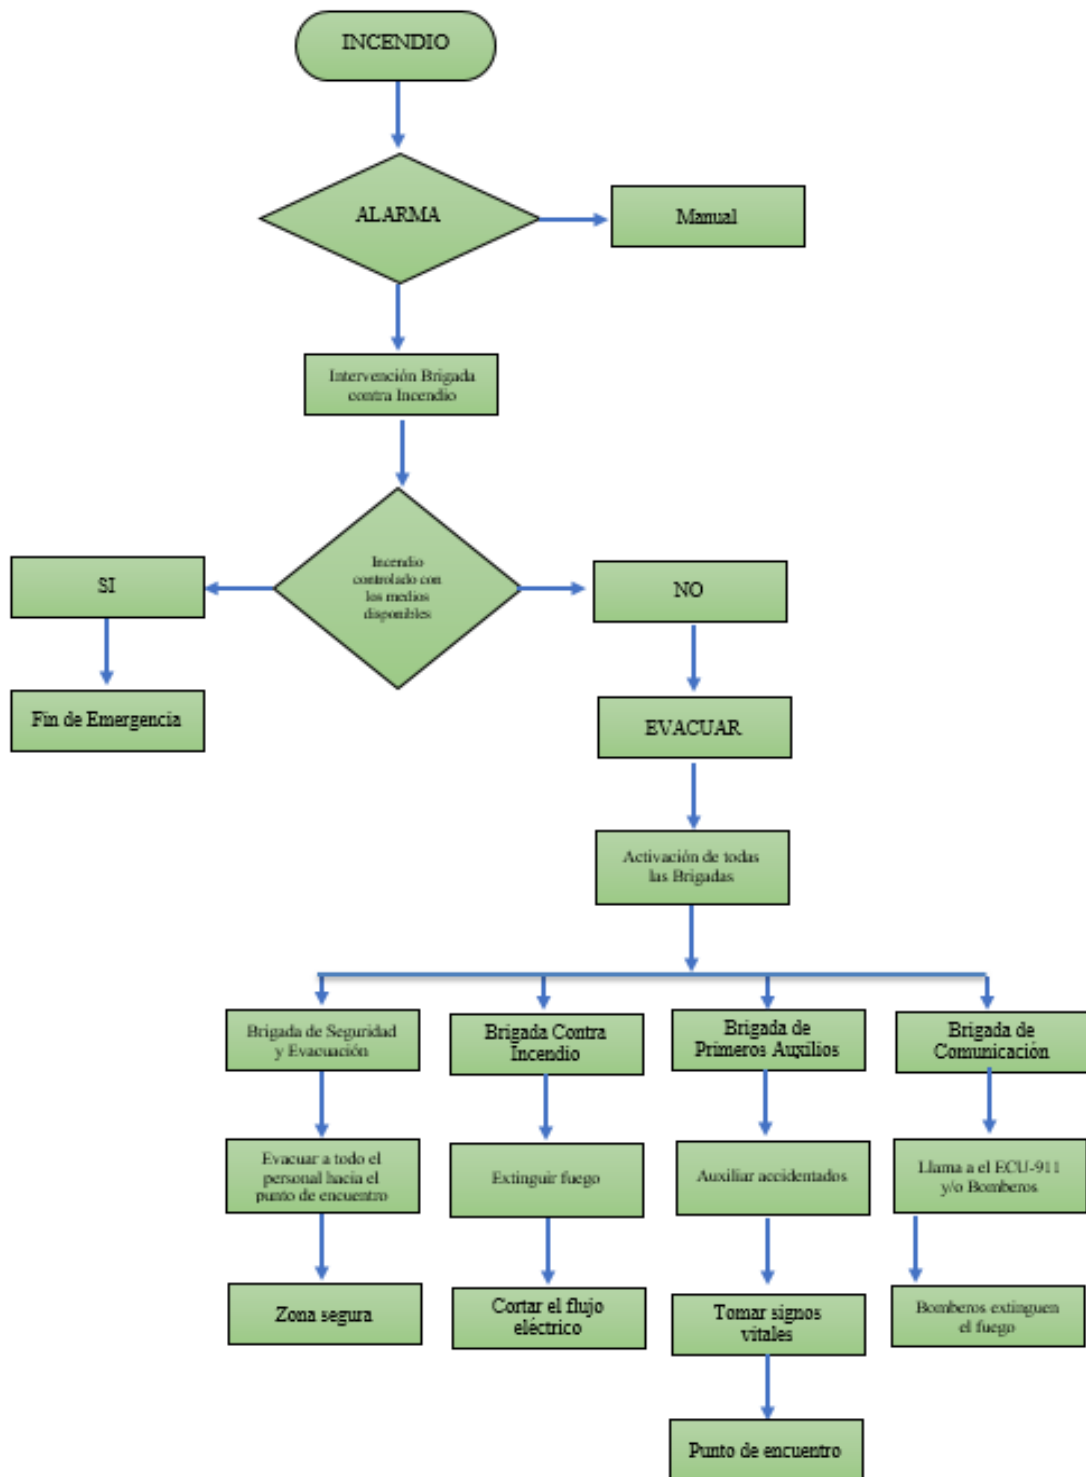 INCENDIO
ALARMA
Manual
Intervención Brigada
contra Incendio
Incendio
controlado con
los medios
disponibles
SI
NO
Fin de Emergencia
EVACUAR
Activación de todas
las Brigadas
Brigada de Seguridad
y Evacuación
Brigada Contra
Incendio
Brigada de
Primeros Auxilios
Brigada de
Comunicación
Evacuar a todo el
personal hacia el
punto de encuentro
Extinguir fuego
Auxiliar accidentados
Llama a el ECU-911
y/o Bomberos
Zona segura
Cortar el flujo
eléctrico
Tomar signos
vitales
Bomberos extinguen
el fuego
Punto de encuentro